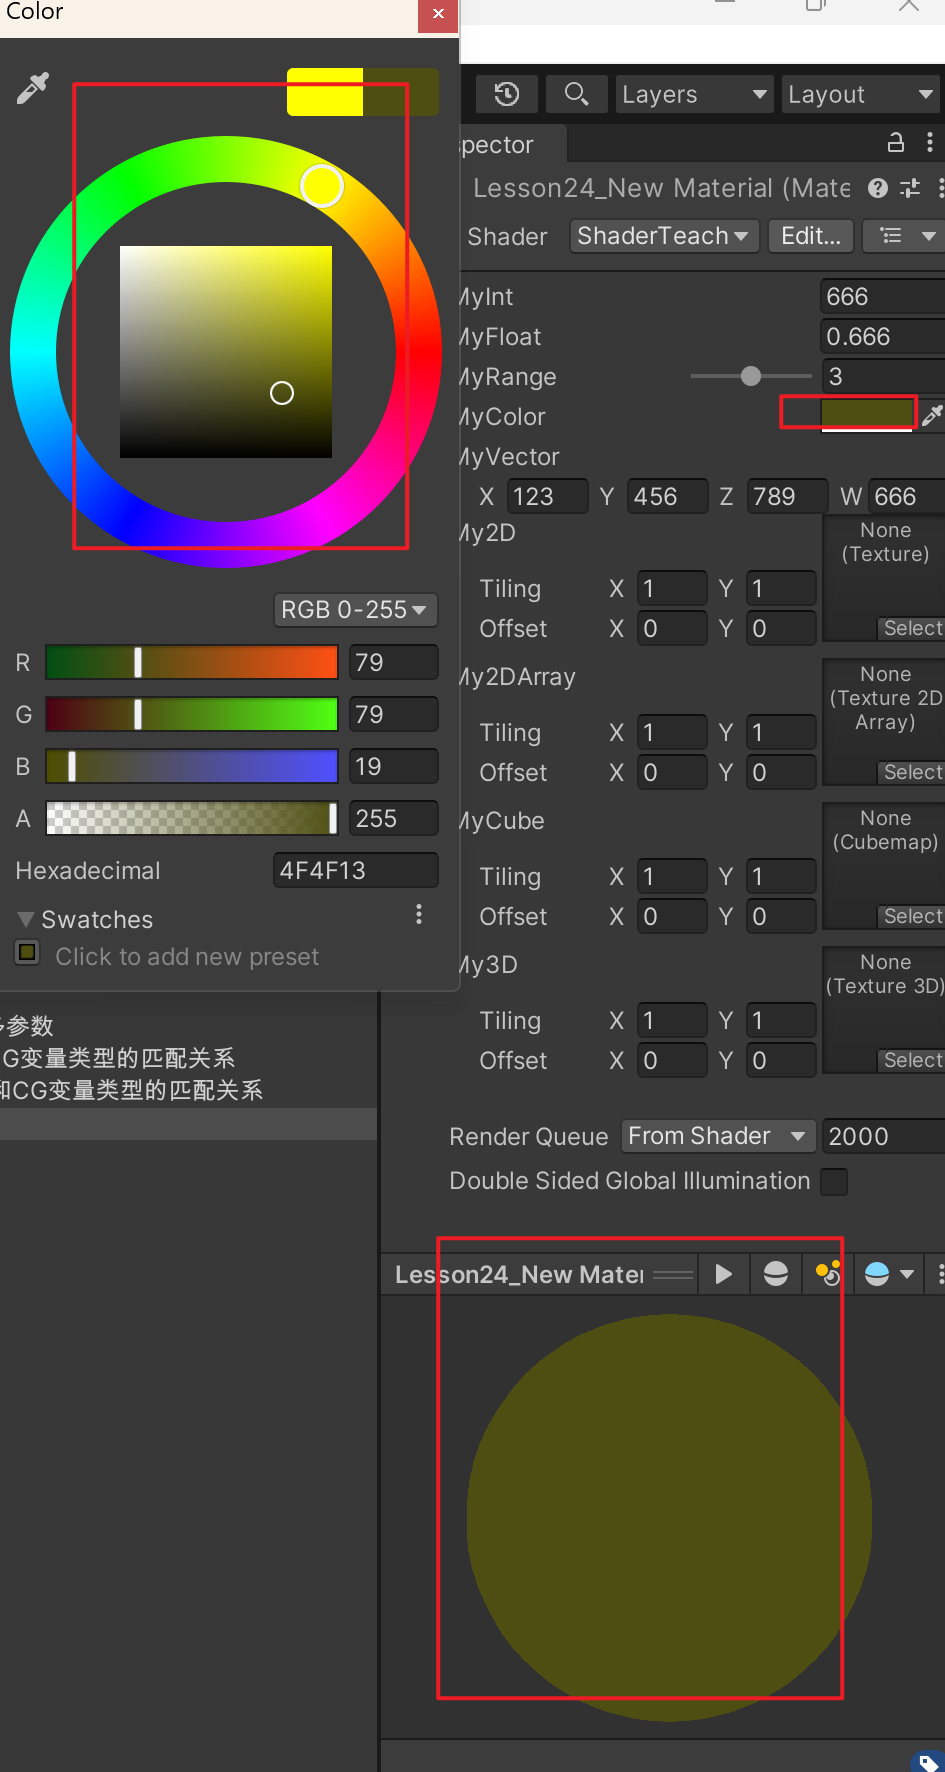 Color
Layers
Layout
spector
Lesson24_New Material (Mate
Shader
ShaderTeach
Edit...
MyInt
666
MyFloat
0.666
MyRange
3
MyColor
MyVector
X 123 Y 456 Z 789 W 666
My2D
None
(Texture)
Tiling X 1 Y 1
Offset X 0 Y 0
Select
My2DArray
None
(Texture 2D
Array)
Tiling X 1 Y 1
Offset X 0 Y 0
Select
MyCube
None
(Cubemap)
Tiling X 1 Y 1
Offset X 0 Y 0
Select
My3D
None
(Texture 3D)
Tiling X 1 Y 1
Offset X 0 Y 0
Select
Render Queue From Shader 2000
Double Sided Global Illumination
Lesson24_New Mater
RGB 0-255
R 79
G 79
B 19
A 255
Hexadecimal 4F4F13
Swatches
Click to add new preset
参数
G变量类型的匹配关系
和CG变量类型的匹配关系